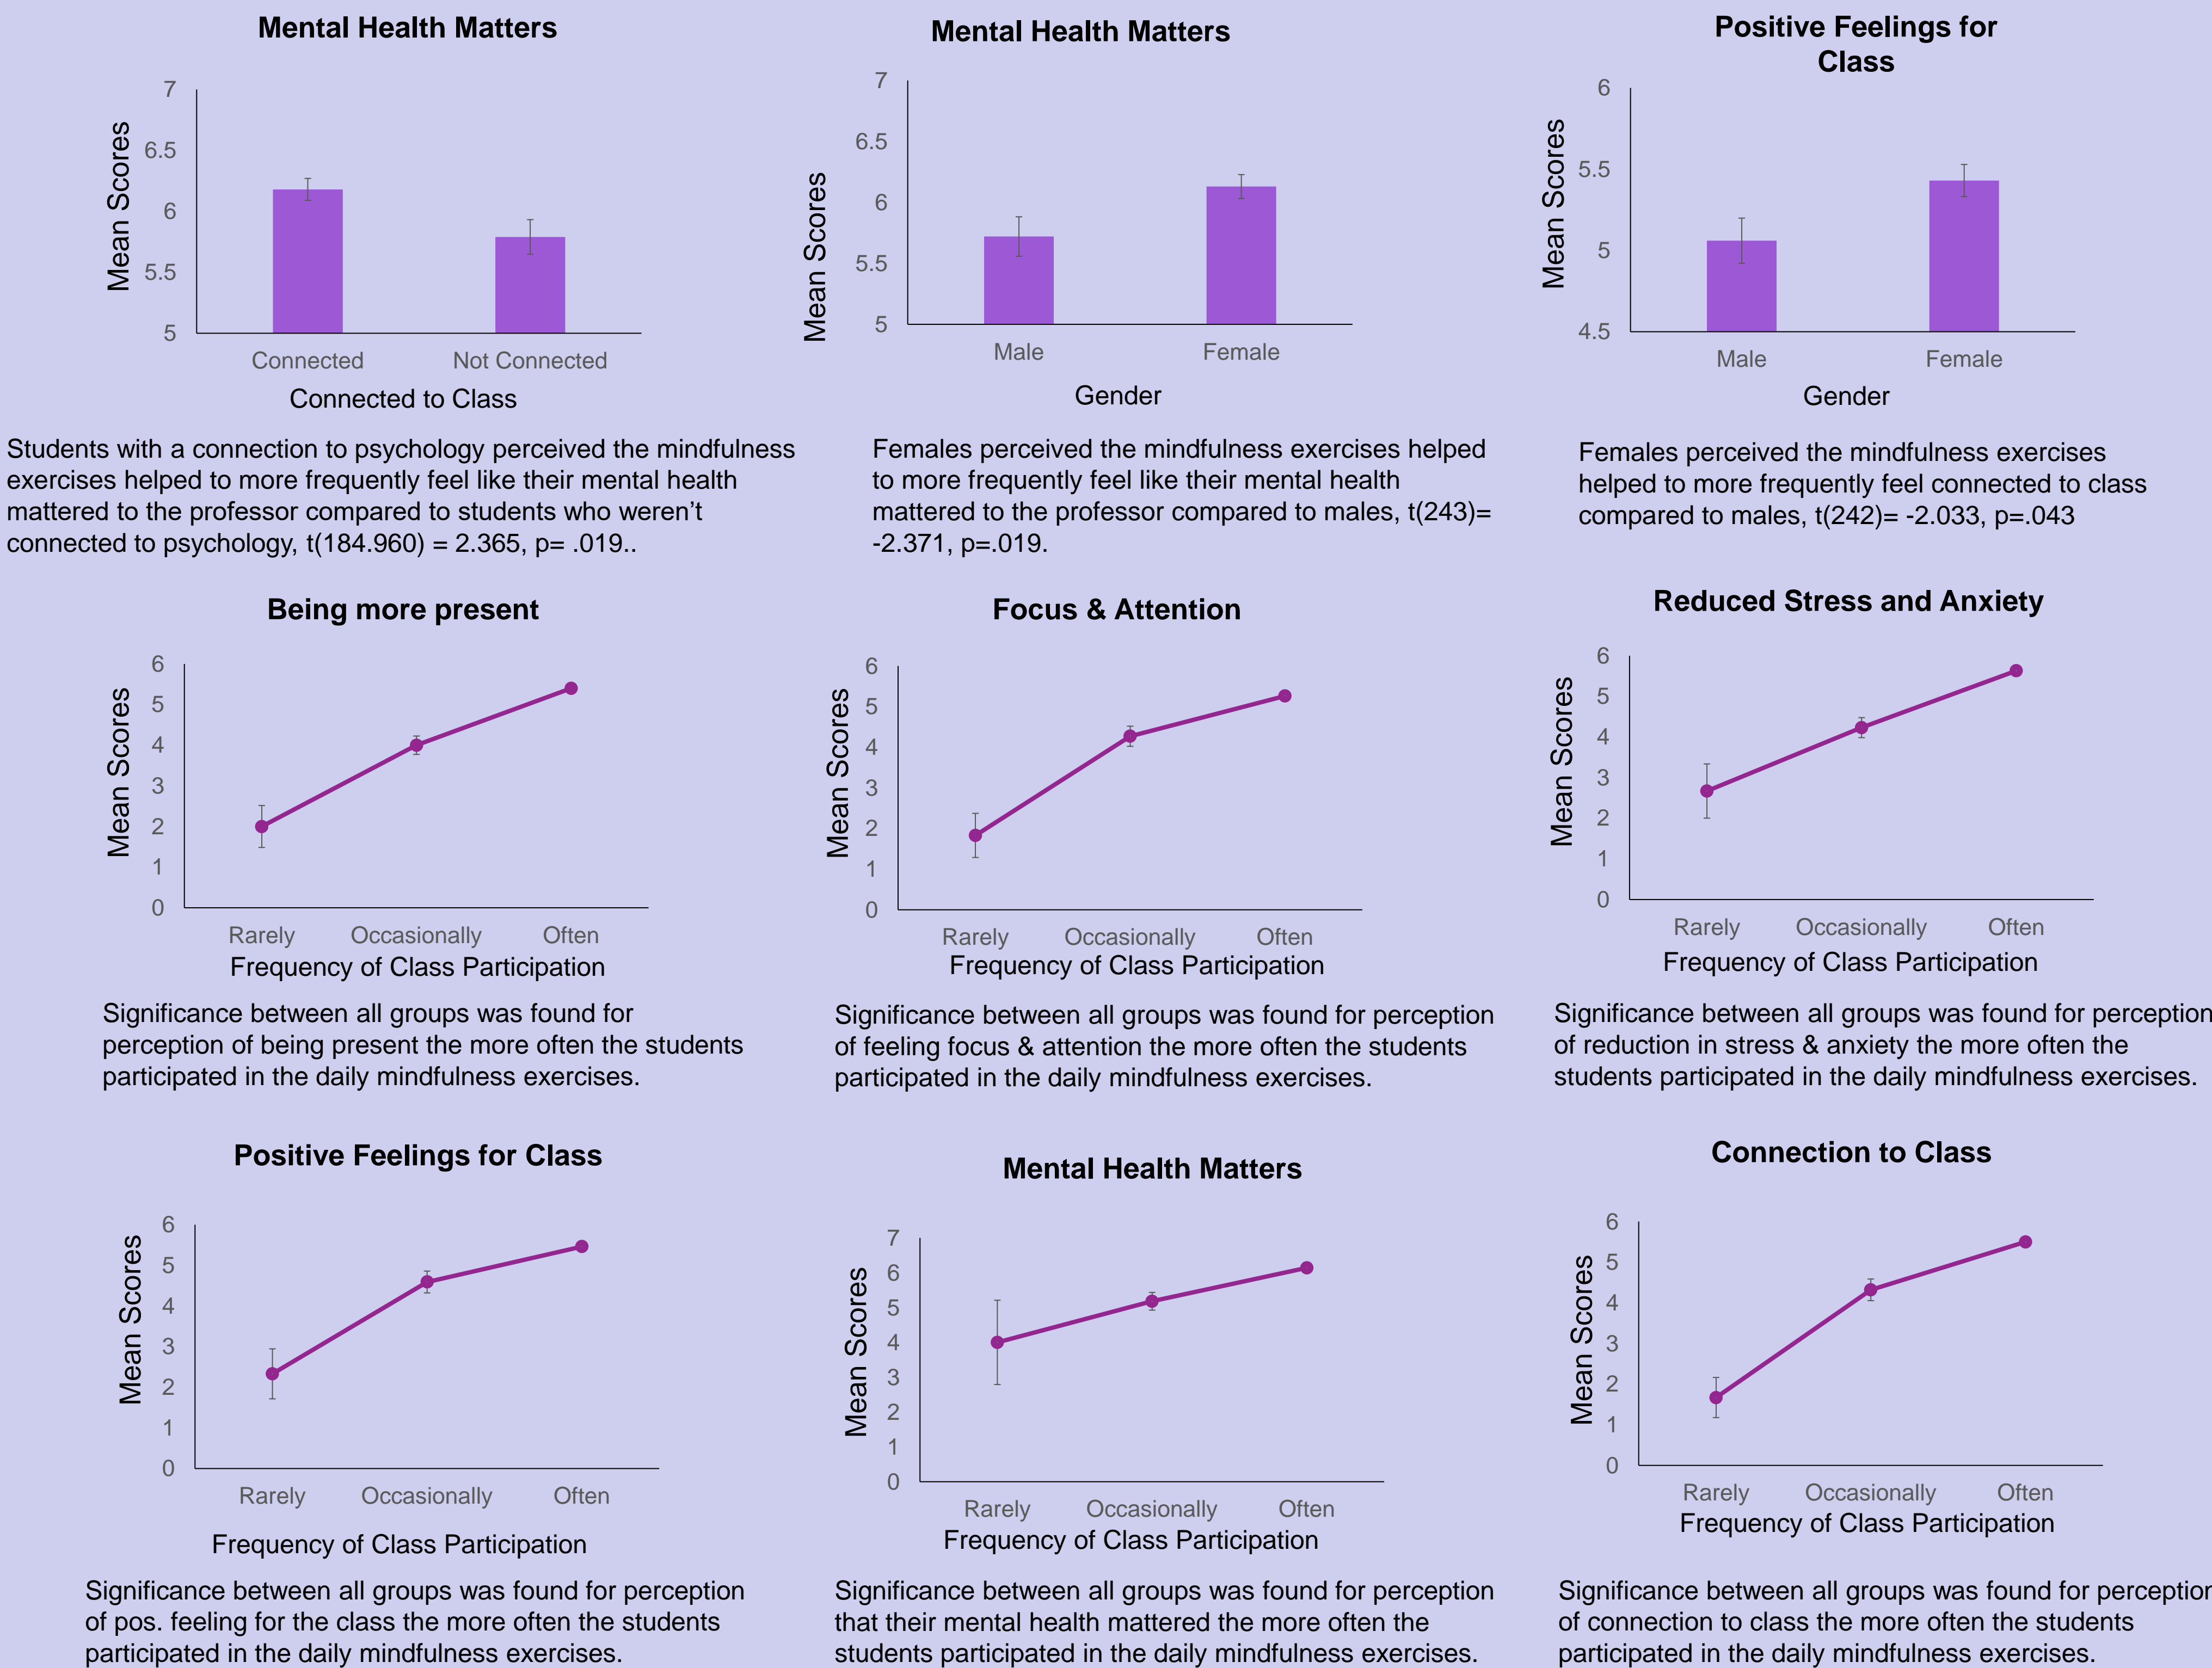 Mental Health Matters
7
6.5
6
5.5
5
Mean Scores
Connected
Not Connected
Connected to Class
Students with a connection to psychology perceived the mindfulness
exercises helped to more frequently feel like their mental health
mattered to the professor compared to students who weren’t
connected to psychology, t(184.960) = 2.365, p= .019..
Mental Health Matters
7
6.5
6
5.5
5
Mean Scores
Male
Female
Gender
Females perceived the mindfulness exercises helped
to more frequently feel like their mental health
mattered to the professor compared to males, t(243)=
-2.371, p=.019.
Positive Feelings for
Class
6
5.5
5
4.5
Mean Scores
Male
Female
Gender
Females perceived the mindfulness exercises
helped to more frequently feel connected to class
compared to males, t(242)= -2.033, p=.043
Being more present
6
5
4
3
2
1
0
Mean Scores
Rarely
Occasionally
Often
Frequency of Class Participation
Significance between all groups was found for
perception of being present the more often the students
participated in the daily mindfulness exercises.
Focus & Attention
6
5
4
3
2
1
0
Mean Scores
Rarely
Occasionally
Often
Frequency of Class Participation
Significance between all groups was found for perception
of feeling focus & attention the more often the students
participated in the daily mindfulness exercises.
Reduced Stress and Anxiety
6
5
4
3
2
1
0
Mean Scores
Rarely
Occasionally
Often
Frequency of Class Participation
Significance between all groups was found for perception
of reduction in stress & anxiety the more often the
students participated in the daily mindfulness exercises.
Positive Feelings for Class
6
5
4
3
2
1
0
Mean Scores
Rarely
Occasionally
Often
Frequency of Class Participation
Significance between all groups was found for perception
of pos. feeling for the class the more often the students
participated in the daily mindfulness exercises.
Mental Health Matters
7
6
5
4
3
2
1
0
Mean Scores
Rarely
Occasionally
Often
Frequency of Class Participation
Significance between all groups was found for perception
that their mental health mattered the more often the
students participated in the daily mindfulness exercises.
Connection to Class
6
5
4
3
2
1
0
Mean Scores
Rarely
Occasionally
Often
Frequency of Class Participation
Significance between all groups was found for perception
of connection to class the more often the students
participated in the daily mindfulness exercises.